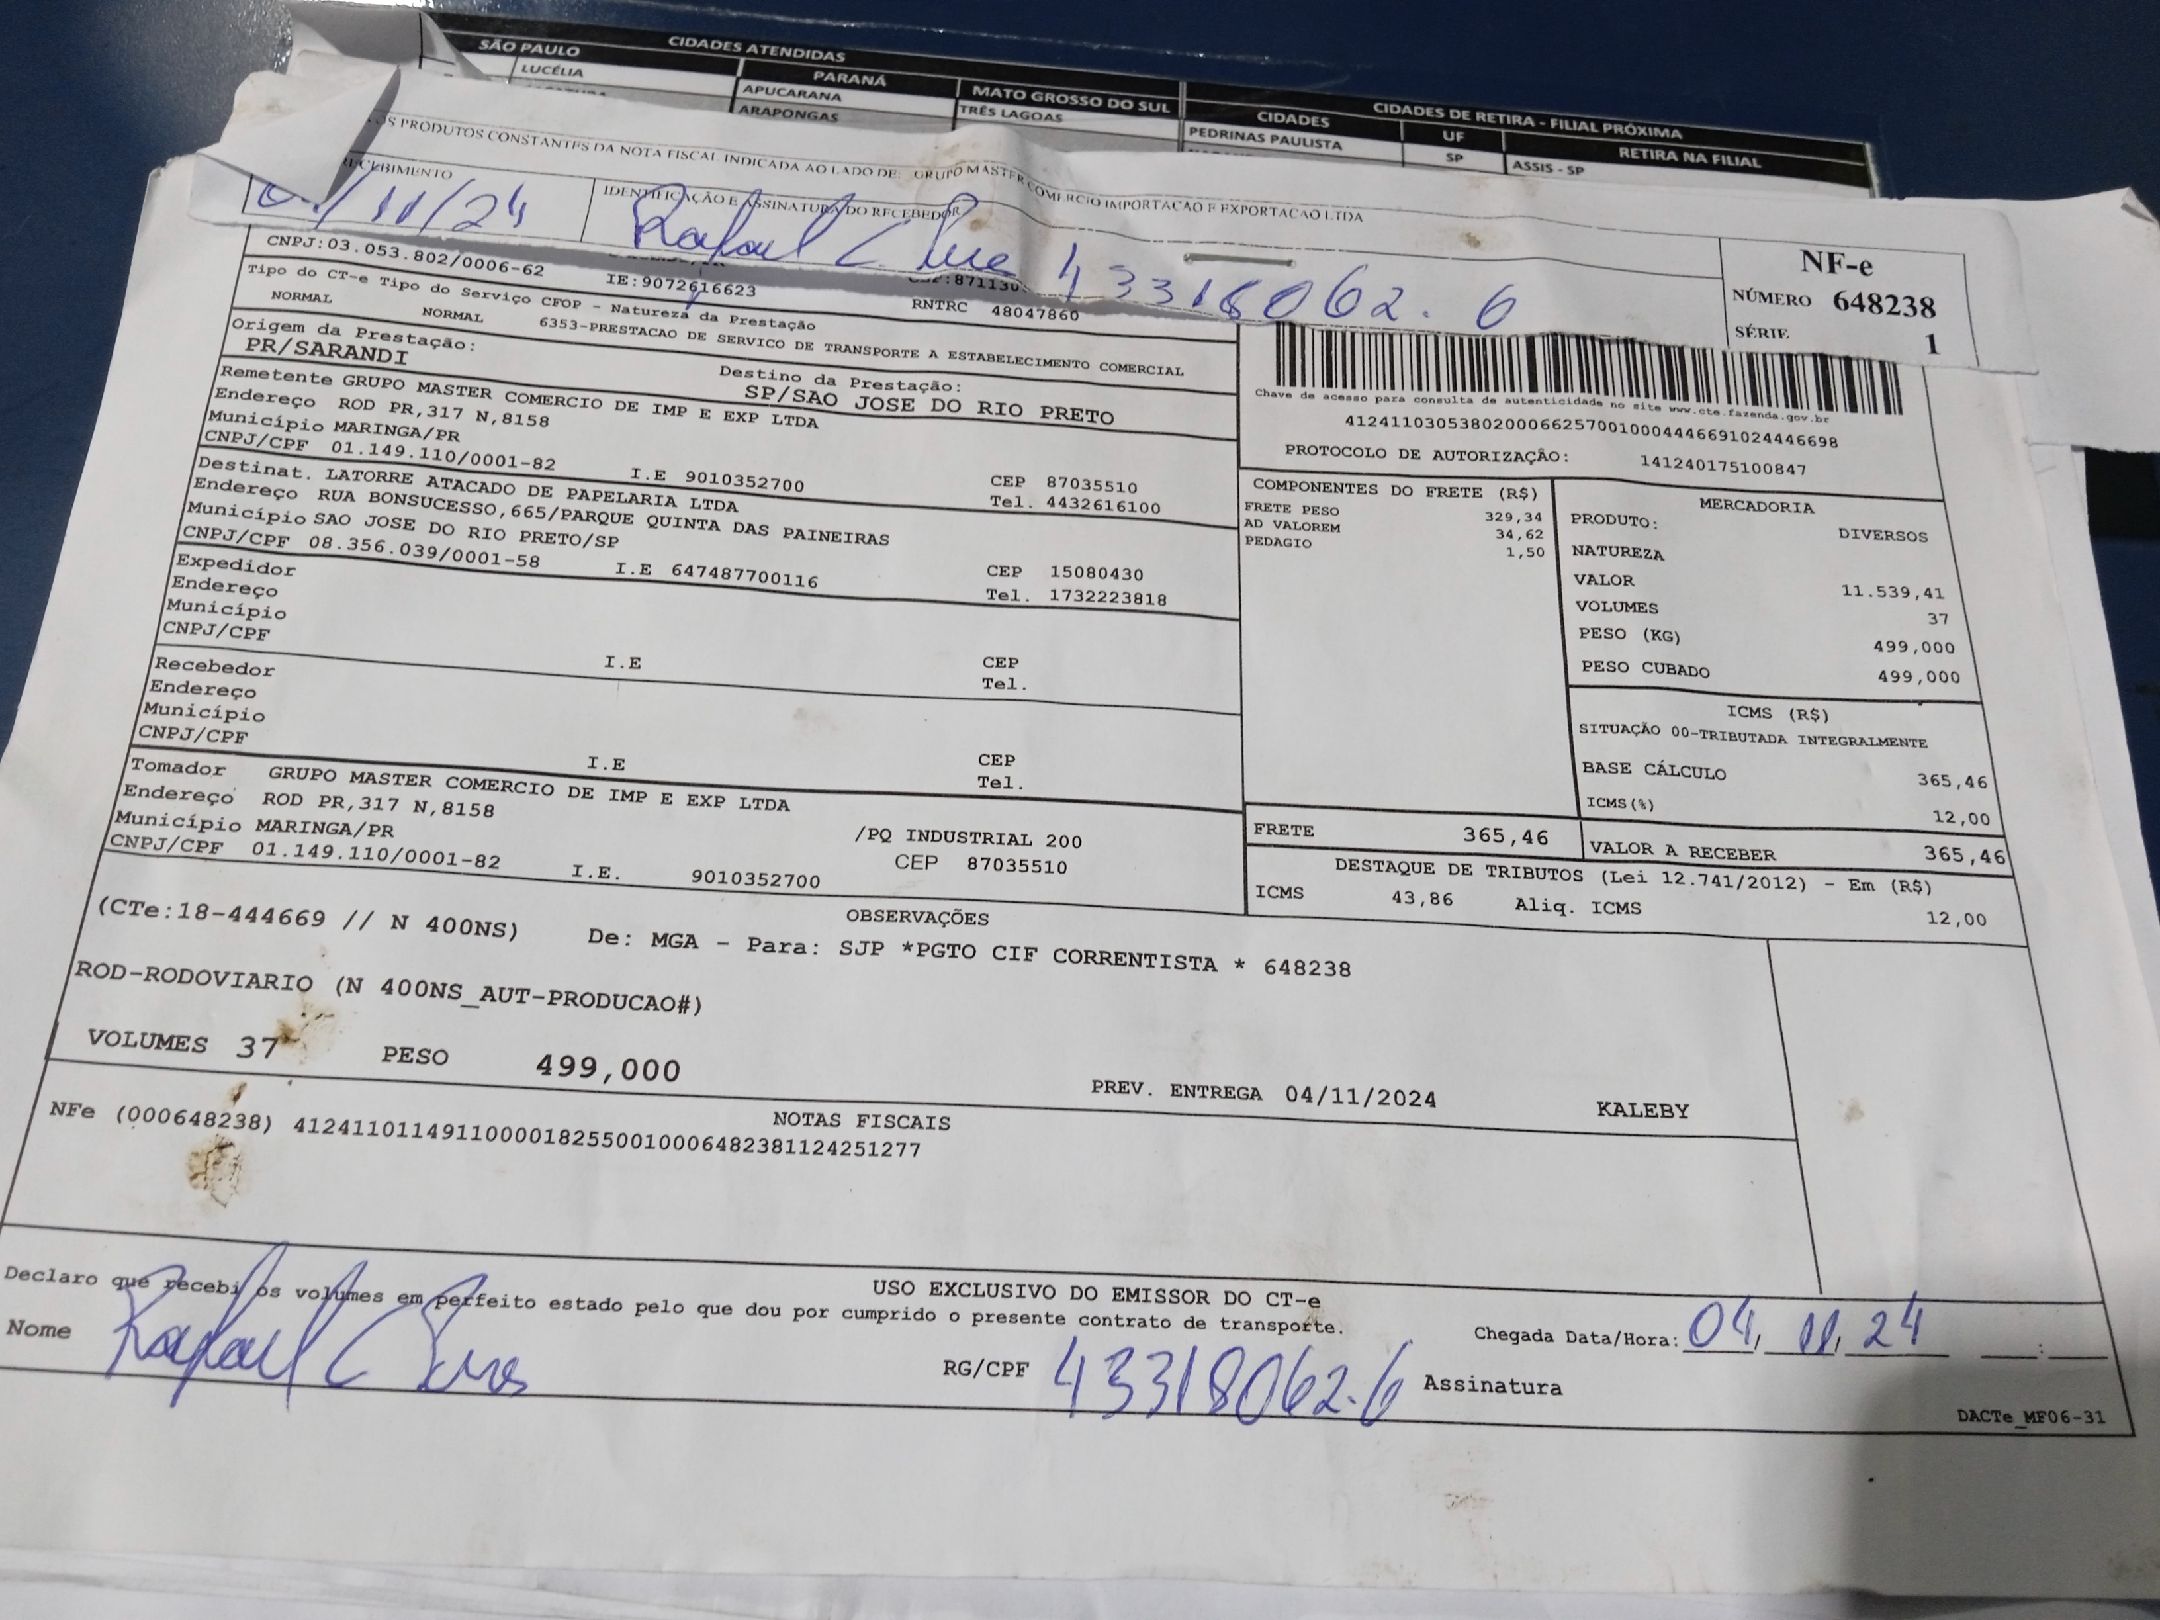 CIDADES ATENDIDAS
SÃO PAULO PARANÁ MATO GROSSO DO SUL
LUCÉLIA APUCARANA TRÊS LAGOAS
ARAPONGAS
CIDADES DE RETIRA - FILIAL PRÓXIMA
CIDADES UF RETIRA NA FILIAL
PEDRINAS PAULISTA SP ASSIS - SP
OS PRODUTOS CONSTANTES DA NOTA FISCAL INDICADA AO LADO DE: GRUPO MASTER COMERCIO IMPORTACAO E EXPORTACAO LTDA
RECEBIMENTO IDENTIFICAÇÃO E ASSINATURA DO RECEBEDOR
/11/24 Rafael C. 43318062.6
NF-e
NÚMERO 648238
SÉRIE 1
CNPJ:03.053.802/0006-62 IE:9072616623
Tipo do CT-e Tipo do Serviço CFOP - Natureza da Prestação RNTRC 48047860
NORMAL NORMAL 6353-PRESTACAO DE SERVICO DE TRANSPORTE A ESTABELECIMENTO COMERCIAL
Origem da Prestação: Destino da Prestação:
PR/SARANDI SP/SAO JOSE DO RIO PRETO
Remetente GRUPO MASTER COMERCIO DE IMP E EXP LTDA
Endereço ROD PR,317 N,8158
Município MARINGA/PR CEP 87035510
CNPJ/CPF 01.149.110/0001-82 I.E 9010352700 Tel. 4432616100
Destinat. LATORRE ATACADO DE PAPELARIA LTDA
Endereço RUA BONSUCESSO,665/PARQUE QUINTA DAS PAINEIRAS
Município SAO JOSE DO RIO PRETO/SP CEP 15080430
CNPJ/CPF 08.356.039/0001-58 I.E 647487700116 Tel. 1732223818
Expedidor
Endereço
Município CEP
CNPJ/CPF I.E Tel.
Recebedor
Endereço
Município CEP
CNPJ/CPF I.E Tel.
Tomador GRUPO MASTER COMERCIO DE IMP E EXP LTDA
Endereço ROD PR,317 N,8158 /PQ INDUSTRIAL 200
Município MARINGA/PR CEP 87035510
CNPJ/CPF 01.149.110/0001-82 I.E. 9010352700
Chave de acesso para consulta de autenticidade no site www.cte.fazenda.gov.br
41241103053802000662570010004446691024446698
PROTOCOLO DE AUTORIZAÇÃO: 141240175100847
COMPONENTES DO FRETE (R$)
FRETE PESO 329,34
AD VALOREM 34,62
PEDAGIO 1,50
MERCADORIA
PRODUTO: DIVERSOS
NATUREZA
VALOR 11.539,41
VOLUMES 37
PESO (KG) 499,000
PESO CUBADO 499,000
ICMS (R$)
SITUAÇÃO 00-TRIBUTADA INTEGRALMENTE
BASE CÁLCULO 365,46
ICMS(%) 12,00
FRETE 365,46 VALOR A RECEBER 365,46
DESTAQUE DE TRIBUTOS (Lei 12.741/2012) - Em (R$)
ICMS 43,86 Aliq. ICMS 12,00
OBSERVAÇÕES
(CTe:18-444669 // N 400NS) De: MGA - Para: SJP *PGTO CIF CORRENTISTA * 648238
ROD-RODOVIARIO (N 400NS_AUT-PRODUCAO#)
VOLUMES 37 PESO 499,000 PREV. ENTREGA 04/11/2024 KALEBY
NOTAS FISCAIS
NFe (000648238) 41241101149110000182550010006482381124251277
USO EXCLUSIVO DO EMISSOR DO CT-e
Declaro que recebi os volumes em perfeito estado pelo que dou por cumprido o presente contrato de transporte.
Chegada Data/Hora: 04/11/24 :
Nome Rafael C RG/CPF 43318062.6 Assinatura
DACTe_MF06-31